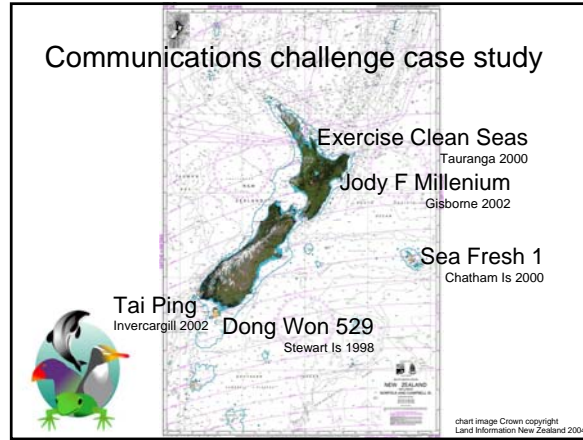 Communications challenge case study
Exercise Clean Seas
Tauranga 2000
Jody F Millenium
Gisborne 2002
Sea Fresh 1
Chatham Is 2000
Tai Ping
Invercargill 2002
Dong Won 529
Stewart Is 1998
NEW ZEALAND
chart image Crown copyright
Land Information New Zealand 2004